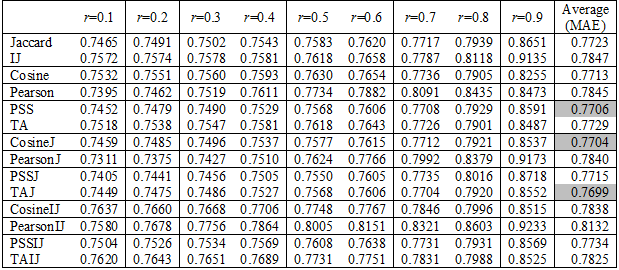 r=0.1 r=0.2 r=0.3 r=0.4 r=0.5 r=0.6 r=0.7 r=0.8 r=0.9 Average (MAE)
Jaccard 0.7465 0.7491 0.7502 0.7543 0.7583 0.7620 0.7717 0.7939 0.8651 0.7723
IJ 0.7572 0.7574 0.7578 0.7581 0.7618 0.7658 0.7787 0.8118 0.9135 0.7847
Cosine 0.7532 0.7551 0.7560 0.7593 0.7630 0.7654 0.7736 0.7905 0.8255 0.7713
Pearson 0.7395 0.7462 0.7519 0.7611 0.7734 0.7882 0.8091 0.8435 0.8473 0.7845
PSS 0.7452 0.7479 0.7490 0.7529 0.7568 0.7606 0.7708 0.7929 0.8591 0.7706
TA 0.7518 0.7538 0.7547 0.7581 0.7618 0.7643 0.7726 0.7901 0.8487 0.7729
CosineJ 0.7459 0.7485 0.7496 0.7537 0.7577 0.7615 0.7712 0.7921 0.8537 0.7704
PearsonJ 0.7311 0.7375 0.7427 0.7510 0.7624 0.7766 0.7992 0.8379 0.9173 0.7840
PSSJ 0.7405 0.7441 0.7456 0.7505 0.7550 0.7605 0.7735 0.8016 0.8718 0.7715
TAJ 0.7449 0.7475 0.7486 0.7527 0.7568 0.7606 0.7704 0.7920 0.8552 0.7699
CosineIJ 0.7637 0.7660 0.7668 0.7706 0.7748 0.7767 0.7846 0.7996 0.8515 0.7838
PearsonIJ 0.7580 0.7678 0.7756 0.7864 0.8005 0.8151 0.8321 0.8603 0.9233 0.8132
PSSIJ 0.7504 0.7526 0.7534 0.7569 0.7608 0.7638 0.7731 0.7931 0.8569 0.7734
TAIJ 0.7620 0.7643 0.7651 0.7689 0.7731 0.7751 0.7831 0.7988 0.8525 0.7825